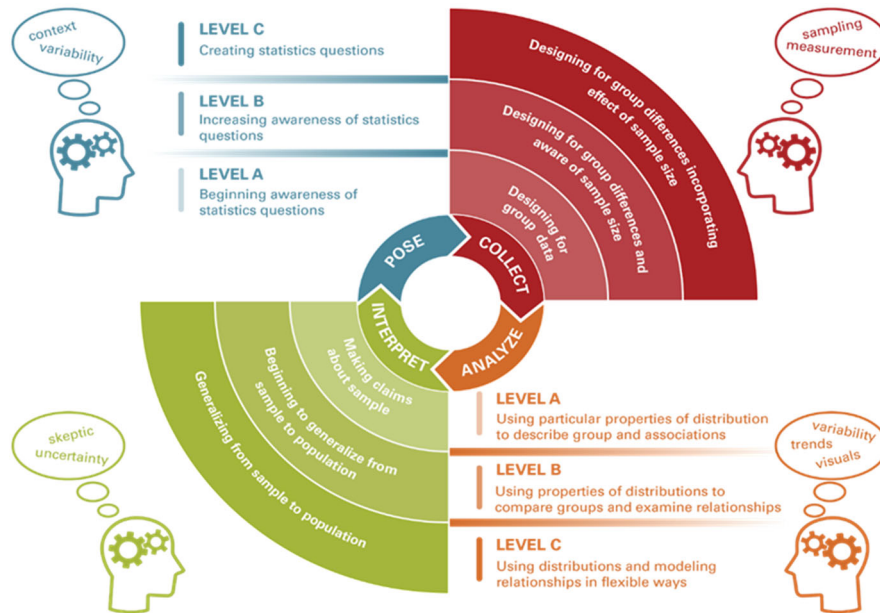 context
variability
LEVEL C
Creating statistics questions
LEVEL B
Increasing awareness of statistics
questions
LEVEL A
Beginning awareness of
statistics questions
Designing for group differences incorporating
effect of sample size
Designing for group differences and
aware of sample size
Designing for
group data
sampling
measurement
POSE
COLLECT
INTERPRET
ANALYZE
Making claims
about sample
Beginning to generalize from
sample to population
Generalizing from sample to population
skeptic
uncertainty
LEVEL A
Using particular properties of distribution
to describe group and associations
LEVEL B
Using properties of distributions to
compare groups and examine relationships
LEVEL C
Using distributions and modeling
relationships in flexible ways
variability
trends
visuals